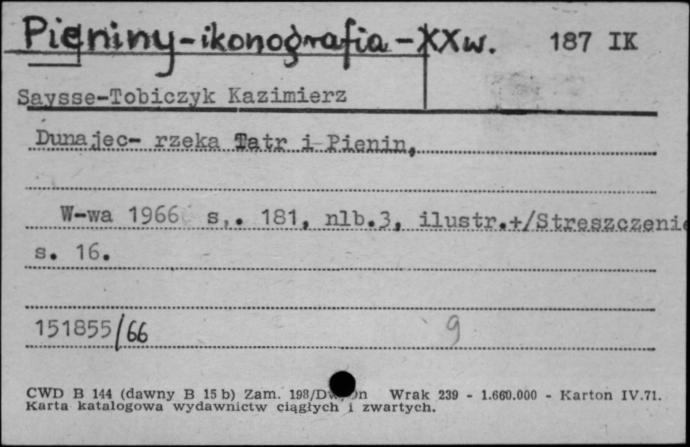 Pieniny-ikonografia-XXw. 187 IK
Saysse-Tobiczyk Kazimierz
Dunajec- rzeka Tatr i Pienin,
W-wa 1966 s,. 181, nlb.3, ilustr.+/Streszczenie
s. 16.
151855/66 9
CWD B 144 (dawny B 15 b) Zam. Wrak 239 - 1.660.000 - Karton IV.71.
Karta katalogowa wydawnictw ciągłych i zwartych.